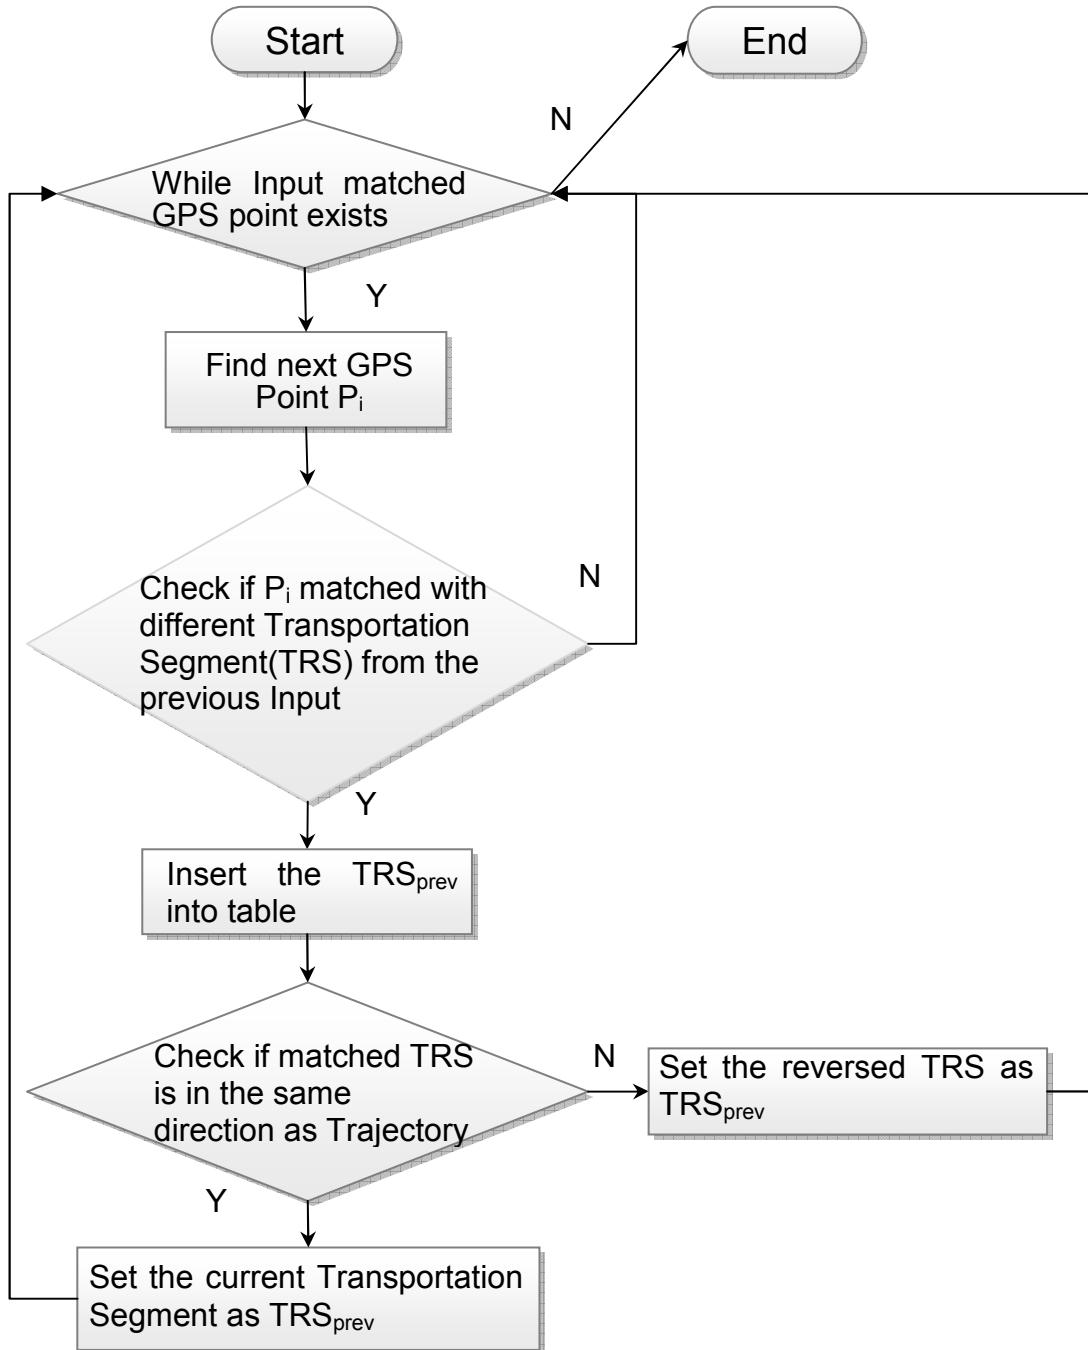 Start
End
N
While Input matched
GPS point exists
Y
Find next GPS
Point Pi
Check if Pi matched with
different Transportation
Segment(TRS) from the
previous Input
N
Y
Insert the TRSprev
into table
Check if matched TRS
is in the same
direction as Trajectory
N
Set the reversed TRS as
TRSprev
Y
Set the current Transportation
Segment as TRSprev